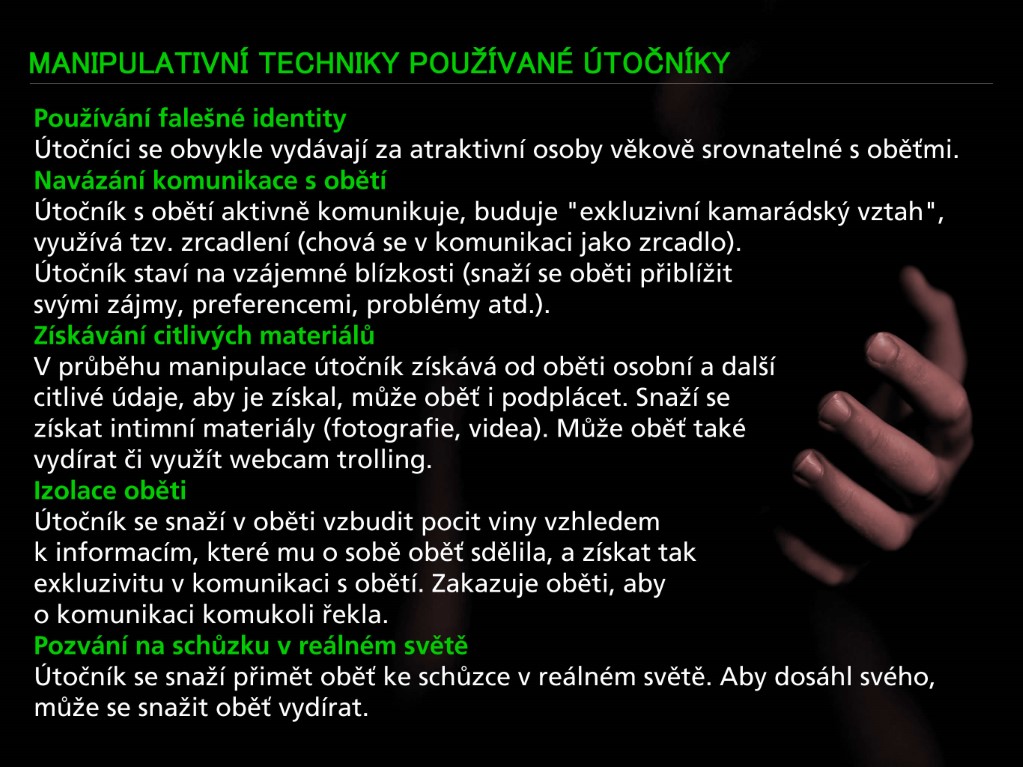 MANIPULATIVNÍ TECHNIKY POUŽÍVANÉ ÚTOČNÍKY
Používání falešné identity
Útočníci se obvykle vydávají za atraktivní osoby věkově srovnatelné s oběťmi.
Navázání komunikace s obětí
Útočník s obětí aktivně komunikuje, buduje "exkluzivní kamarádský vztah",
využívá tzv. zrcadlení (chová se v komunikaci jako zrcadlo).
Útočník staví na vzájemné blízkosti (snaží se oběti přiblížit
svými zájmy, preferencemi, problémy atd.).
Získávání citlivých materiálů
V průběhu manipulace útočník získává od oběti osobní a další
citlivé údaje, aby je získal, může oběť i podplácet. Snaží se
získat intimní materiály (fotografie, videa). Může oběť také
vydírat či využít webcam trolling.
Izolace oběti
Útočník se snaží v oběti vzbudit pocit viny vzhledem
k informacím, které mu o sobě oběť sdělila, a získat tak
exkluzivitu v komunikaci s obětí. Zakazuje oběti, aby
o komunikaci komukoli řekla.
Pozvání na schůzku v reálném světě
Útočník se snaží přimět oběť ke schůzce v reálném světě. Aby dosáhl svého,
může se snažit oběť vydírat.